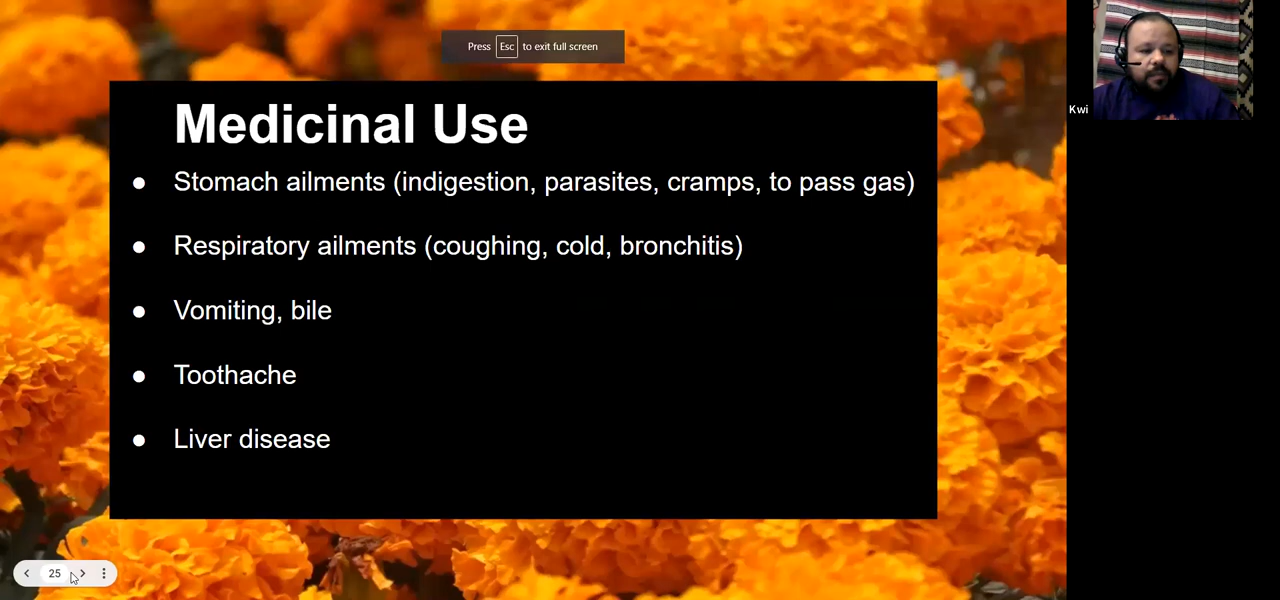 Press Esc to exit full screen
Medicinal Use
● Stomach ailments (indigestion, parasites, cramps, to pass gas)
● Respiratory ailments (coughing, cold, bronchitis)
● Vomiting, bile
● Toothache
● Liver disease
Kwi
25